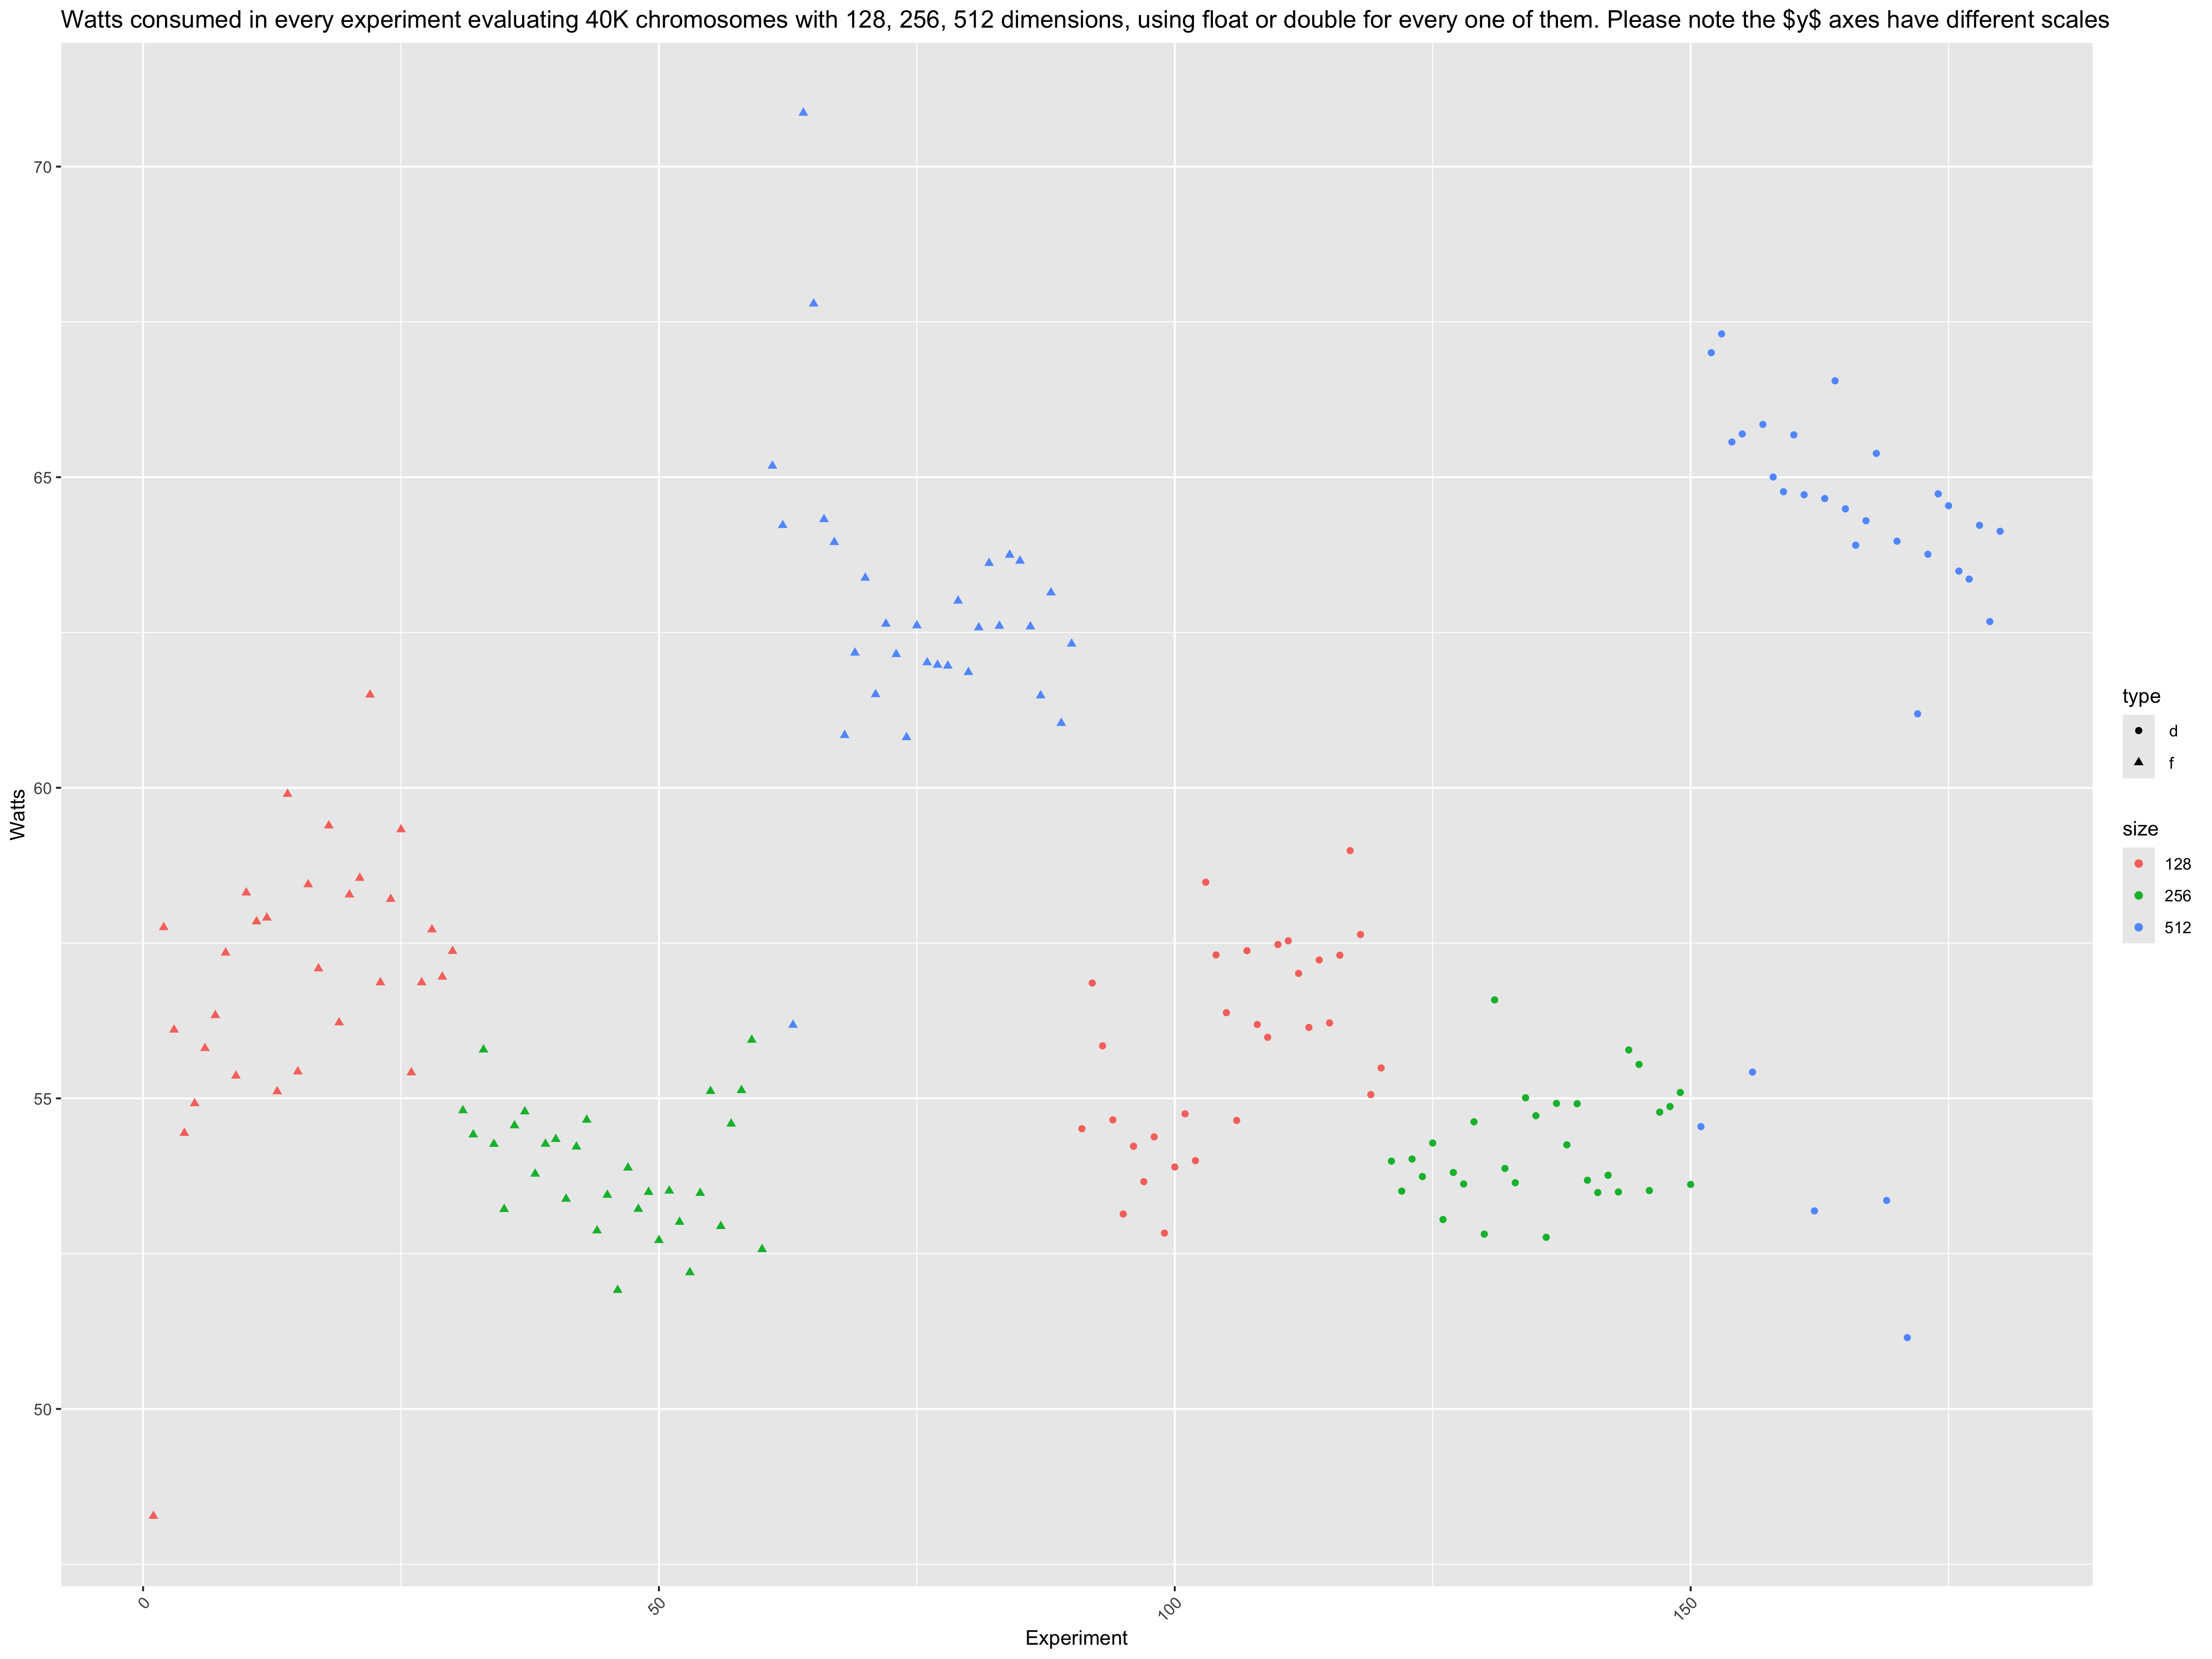 Watts consumed in every experiment evaluating 40K chromosomes with 128, 256, 512 dimensions, using float or double for every one of them. Please note the $y$ axes have different scales
Watts
70
65
60
55
50
0
50
100
150
Experiment
type
d
f
size
128
256
512